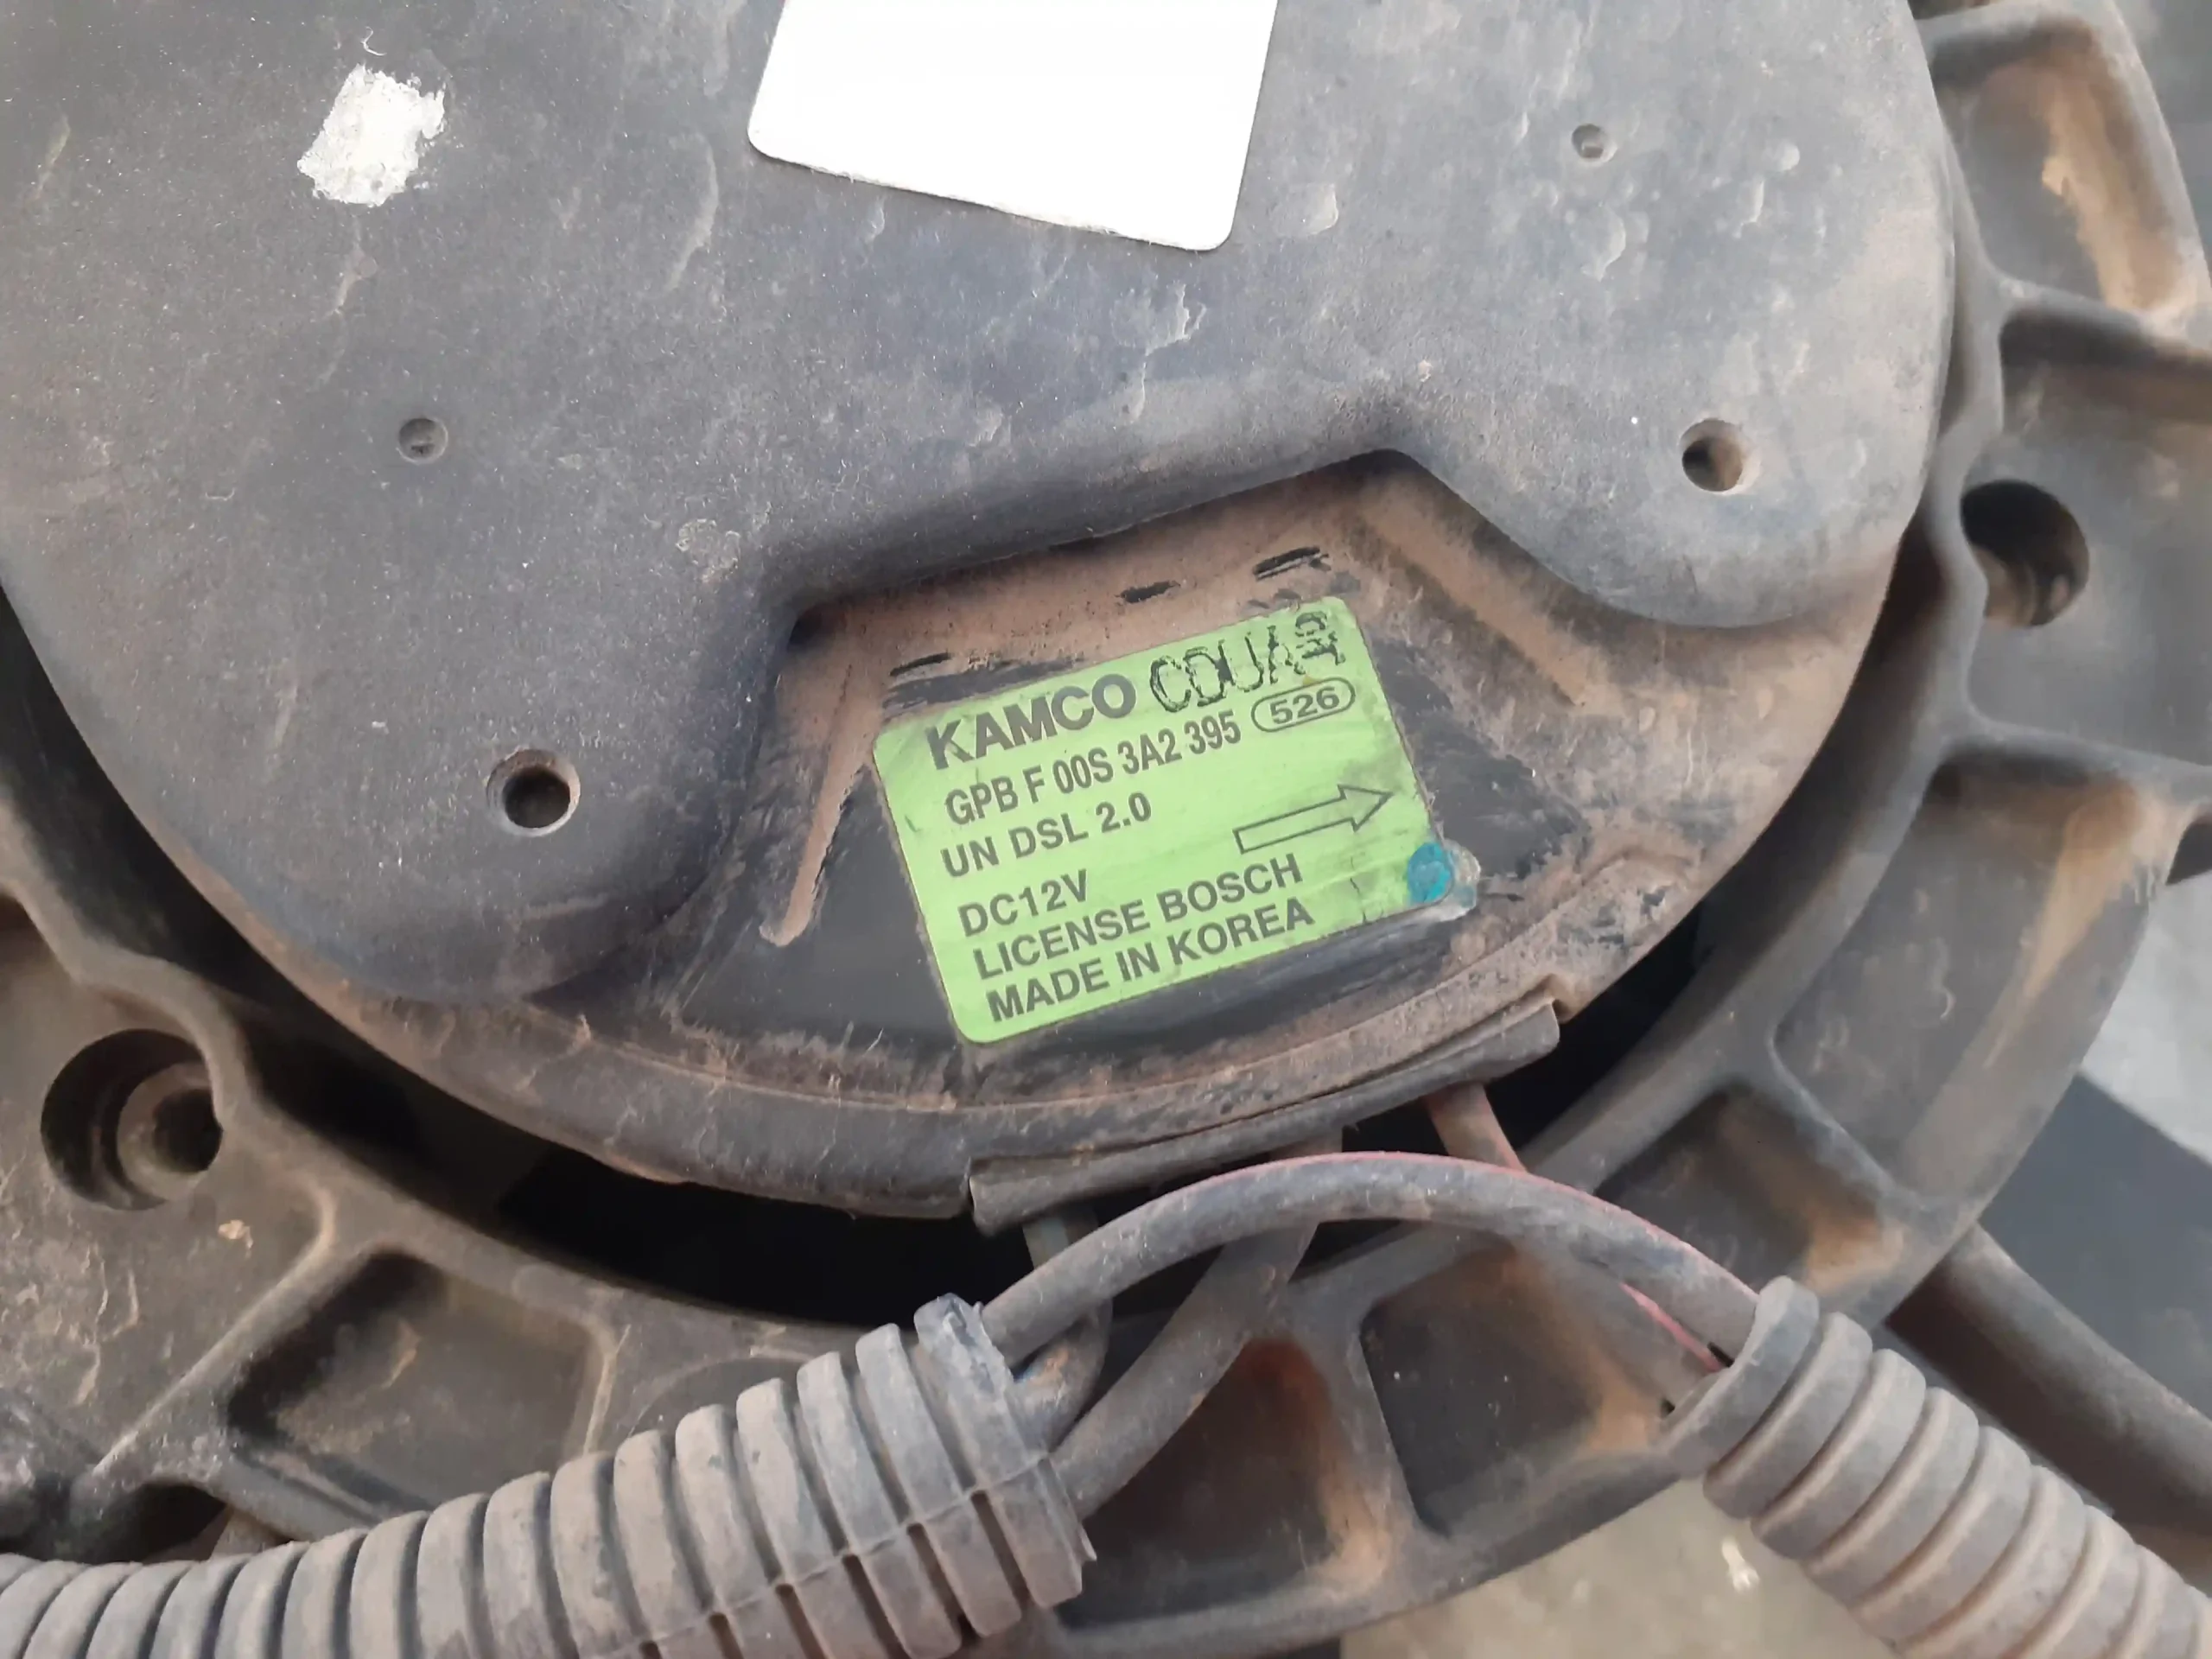 KAMCO
GPB F 00S 3A2 395 526
UN DSL 2.0
DC12V
LICENSE BOSCH
MADE IN KOREA